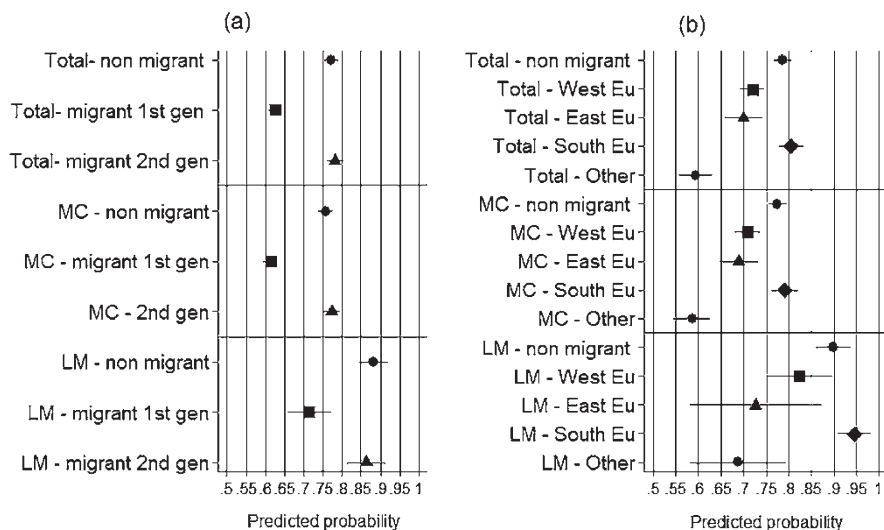 (a)
Total- non migrant
Total- migrant 1st gen
Total- migrant 2nd gen
MC - non migrant
MC - migrant 1st gen
MC - 2nd gen
LM - non migrant
LM - migrant 1st gen
LM - migrant 2nd gen
.5 .55 .6 .65 .7 .75 .8 .85 .9 .95 1
Predicted probability
(b)
Total - non migrant
Total - West Eu
Total - East Eu
Total - South Eu
Total - Other
MC - non migrant
MC - West Eu
MC - East Eu
MC - South Eu
MC - Other
LM - non migrant
LM - West Eu
LM - East Eu
LM - South Eu
LM - Other
.5 .55 .6 .65 .7 .75 .8 .85 .9 .95 1
Predicted probability